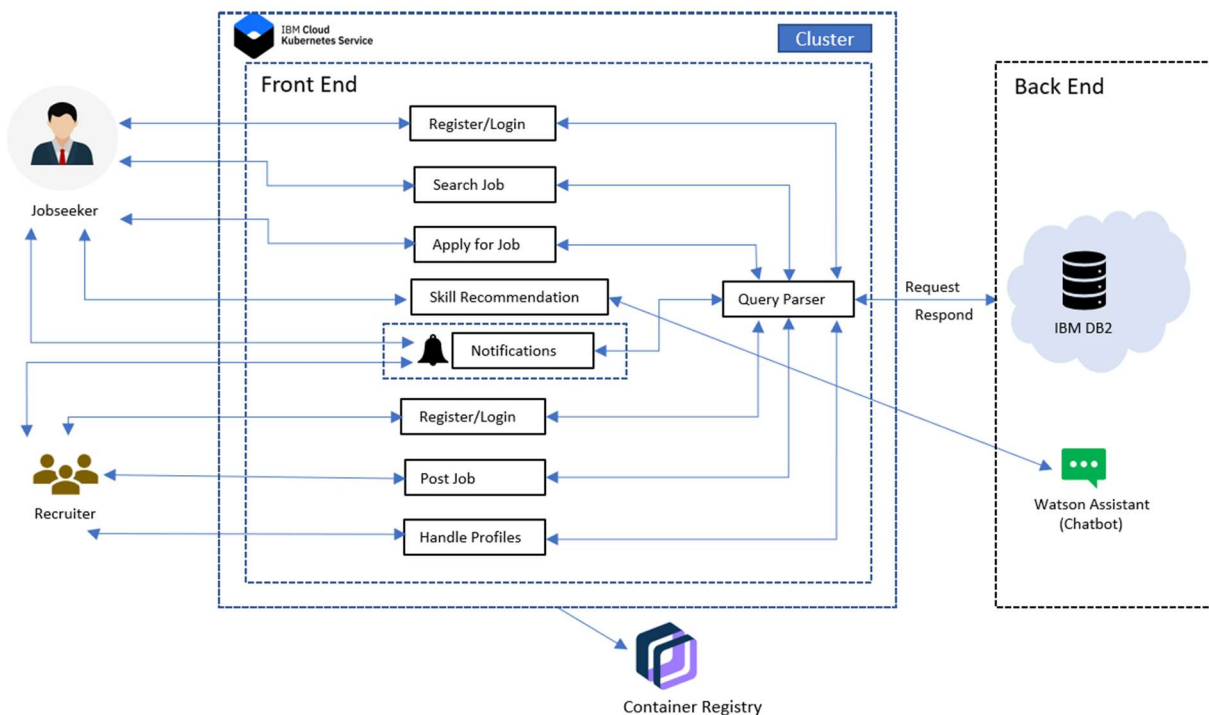 IBM Cloud
Kubernetes Service
Cluster
Front End
Back End
Register/Login
Search Job
Jobseeker
Apply for Job
Skill Recommendation
Query Parser
Request
Respond
IBM DB2
Notifications
Register/Login
Post Job
Recruiter
Watson Assistant
(Chatbot)
Handle Profiles
Container Registry